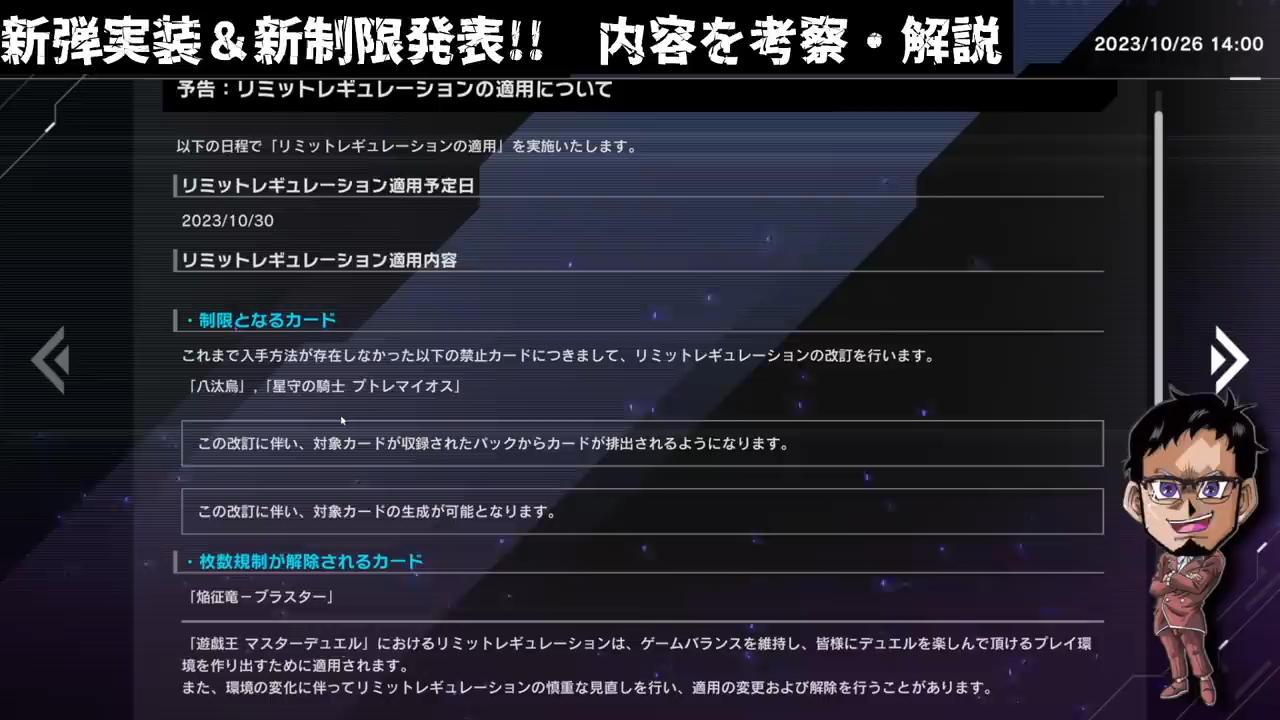 新弾実装＆新制限発表!!　内容を考察・解説
2023/10/26 14:00
予告：リミットレギュレーションの適用について
以下の日程で「リミットレギュレーションの適用」を実施いたします。
リミットレギュレーション適用予定日
2023/10/30
リミットレギュレーション適用内容
・制限となるカード
これまで入手方法が存在しなかった以下の禁止カードにつきまして、リミットレギュレーションの改訂を行います。
「八汰烏」,「星守の騎士 プトレマイオス」
この改訂に伴い、対象カードが収録されたパックからカードが排出されるようになります。
この改訂に伴い、対象カードの生成が可能となります。
・枚数規制が解除されるカード
「焔征竜－ブラスター」
「遊戯王 マスターデュエル」におけるリミットレギュレーションは、ゲームバランスを維持し、皆様にデュエルを楽しんで頂けるプレイ環
境を作り出すために適用されます。
また、環境の変化に伴ってリミットレギュレーションの慎重な見直しを行い、適用の変更および解除を行うことがあります。